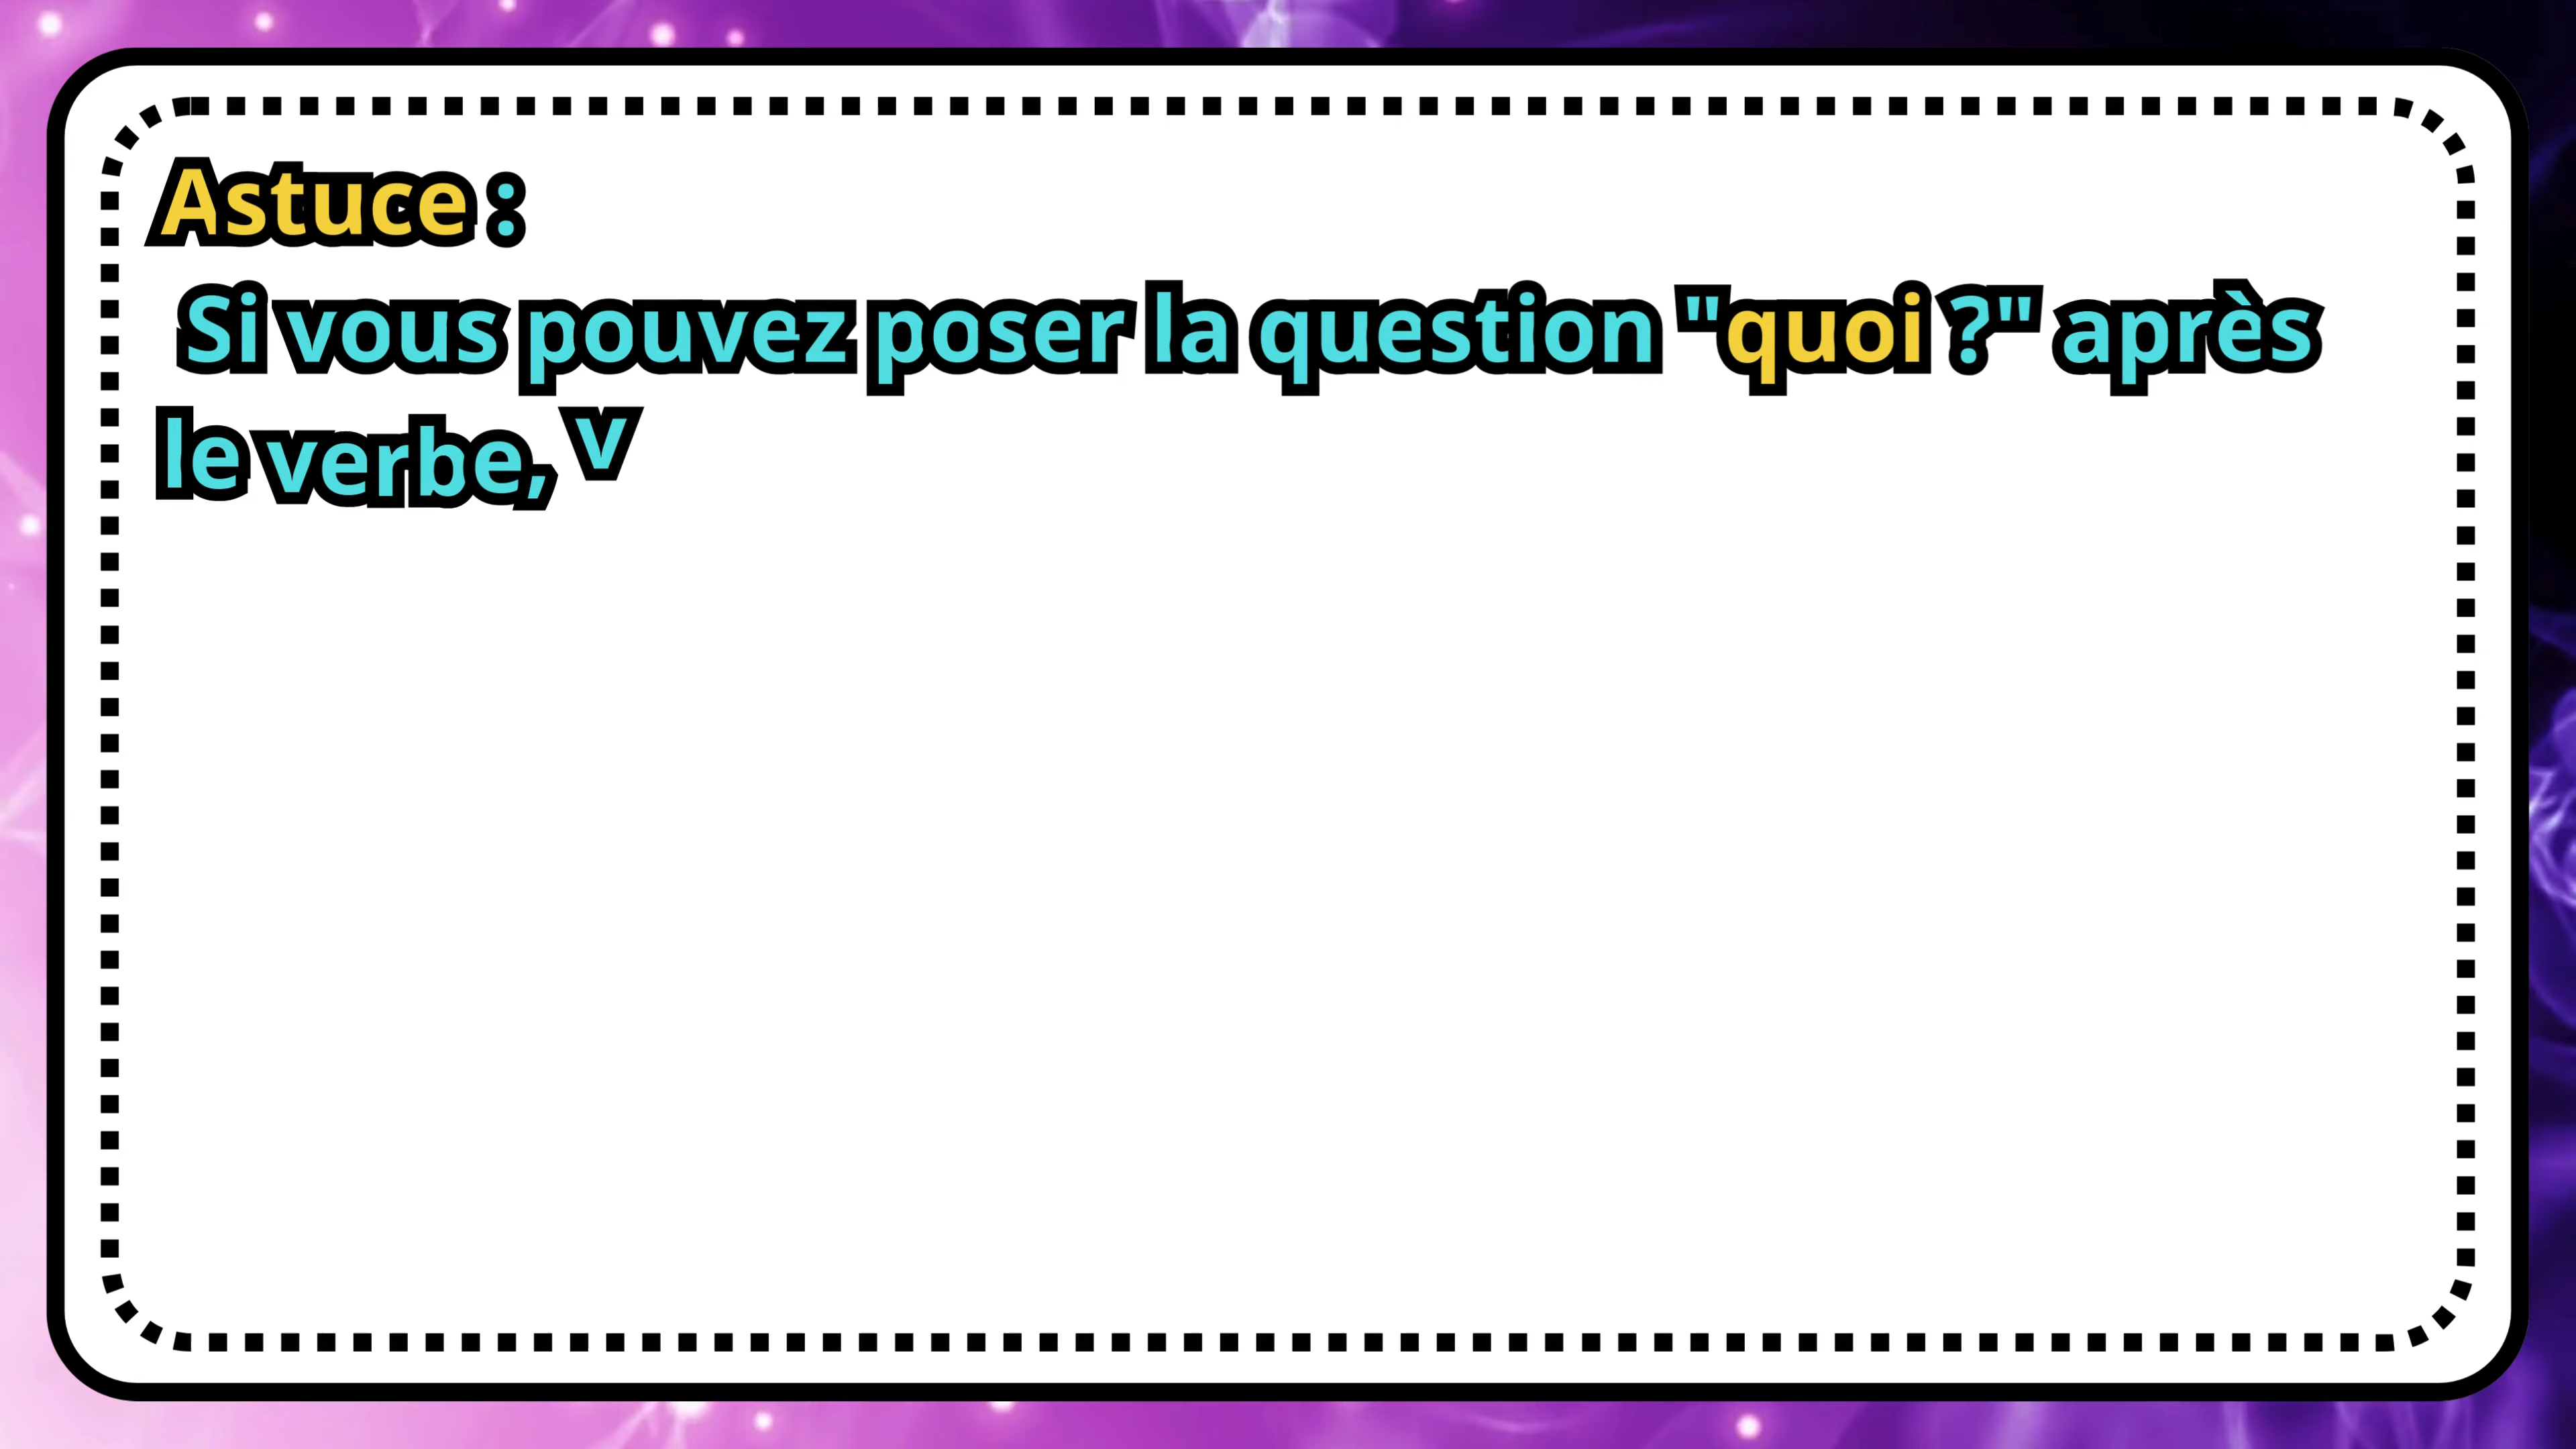 Astuce :
Si vous pouvez poser la question "quoi ?" après
le verbe, v